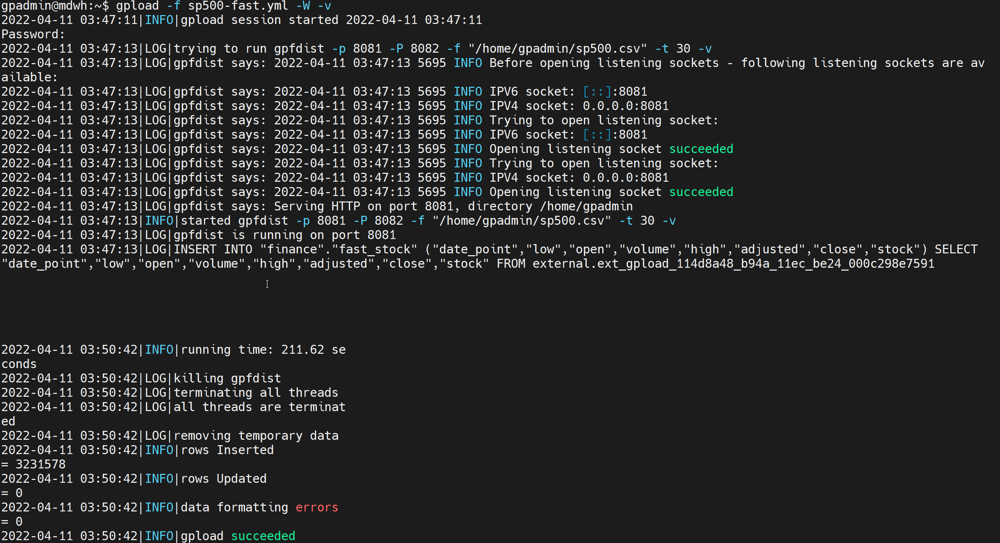 gpadmin@mdwh:~$ gpload -f sp500-fast.yml -W -v
2022-04-11 03:47:11|INFO|gpload session started 2022-04-11 03:47:11
Password:
2022-04-11 03:47:13|LOG|trying to run gpfdist -p 8081 -P 8082 -f "/home/gpadmin/sp500.csv" -t 30 -v
2022-04-11 03:47:13|LOG|gpfdist says: 2022-04-11 03:47:13 5695 INFO Before opening listening sockets - following listening sockets are av
ailable:
2022-04-11 03:47:13|LOG|gpfdist says: 2022-04-11 03:47:13 5695 INFO IPV6 socket: [::]:8081
2022-04-11 03:47:13|LOG|gpfdist says: 2022-04-11 03:47:13 5695 INFO IPV4 socket: 0.0.0.0:8081
2022-04-11 03:47:13|LOG|gpfdist says: 2022-04-11 03:47:13 5695 INFO Trying to open listening socket:
2022-04-11 03:47:13|LOG|gpfdist says: 2022-04-11 03:47:13 5695 INFO IPV6 socket: [::]:8081
2022-04-11 03:47:13|LOG|gpfdist says: 2022-04-11 03:47:13 5695 INFO Opening listening socket succeeded
2022-04-11 03:47:13|LOG|gpfdist says: 2022-04-11 03:47:13 5695 INFO Trying to open listening socket:
2022-04-11 03:47:13|LOG|gpfdist says: 2022-04-11 03:47:13 5695 INFO IPV4 socket: 0.0.0.0:8081
2022-04-11 03:47:13|LOG|gpfdist says: 2022-04-11 03:47:13 5695 INFO Opening listening socket succeeded
2022-04-11 03:47:13|LOG|gpfdist says: Serving HTTP on port 8081, directory /home/gpadmin
2022-04-11 03:47:13|INFO|started gpfdist -p 8081 -P 8082 -f "/home/gpadmin/sp500.csv" -t 30 -v
2022-04-11 03:47:13|LOG|gpfdist is running on port 8081
2022-04-11 03:47:13|LOG|INSERT INTO "finance"."fast_stock" ("date_point","low","open","volume","high","adjusted","close","stock") SELECT
"date_point","low","open","volume","high","adjusted","close","stock" FROM external.ext_gpload_114d8a48_b94a_11ec_be24_000c298e7591
2022-04-11 03:50:42|INFO|running time: 211.62 se
conds
2022-04-11 03:50:42|LOG|killing gpfdist
2022-04-11 03:50:42|LOG|terminating all threads
2022-04-11 03:50:42|LOG|all threads are terminat
ed
2022-04-11 03:50:42|LOG|removing temporary data
2022-04-11 03:50:42|INFO|rows Inserted
= 3231578
2022-04-11 03:50:42|INFO|rows Updated
= 0
2022-04-11 03:50:42|INFO|data formatting errors
= 0
2022-04-11 03:50:42|INFO|gpload succeeded